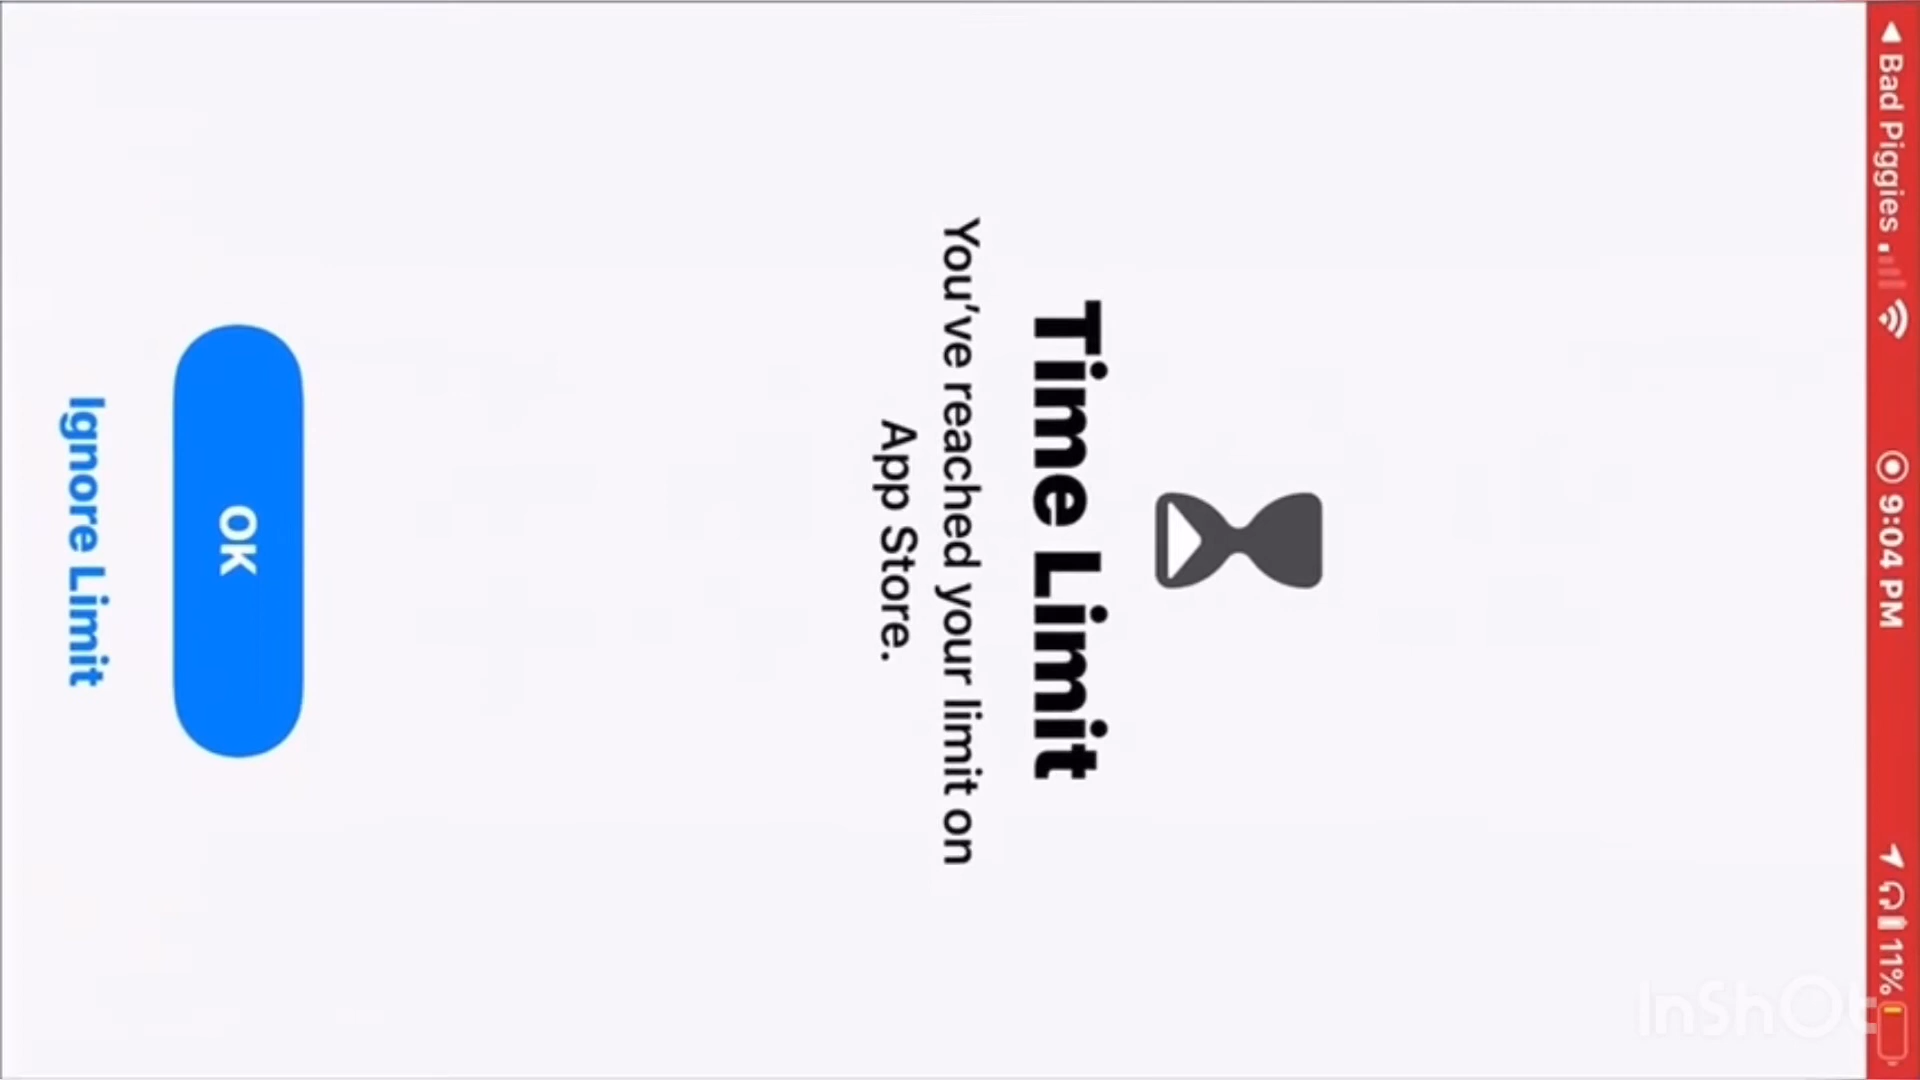 ◀ Bad Piggies
9:04 PM
11%
Time Limit
You've reached your limit on
App Store.
OK
Ignore Limit
InShOt